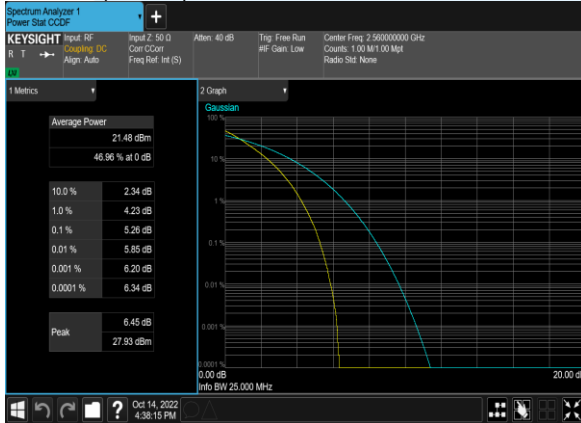 Spectrum Analyzer 1
Power Stat CCDF
+
KEYSIGHT
R T
LXI
Input: RF
Coupling: DC
Align: Auto
Input Z: 50 Ω
Corr CCorr
Freq Ref: Int (S)
Atten: 40 dB
Trig: Free Run
#IF Gain: Low
Center Freq: 2.560000000 GHz
Counts: 1.00 M/1.00 Mpt
Radio Std: None
1 Metrics
Average Power
21.48 dBm
46.96 % at 0 dB
10.0 % 2.34 dB
1.0 % 4.23 dB
0.1 % 5.26 dB
0.01 % 5.85 dB
0.001 % 6.20 dB
0.0001 % 6.34 dB
Peak
6.45 dB
27.93 dBm
2 Graph
Gaussian
100 %
10 %
1 %
0.1 %
0.01 %
0.001 %
0.0001 %
0.00 dB
20.00 d
Info BW 25.000 MHz
?
Oct 14, 2022
4:38:15 PM